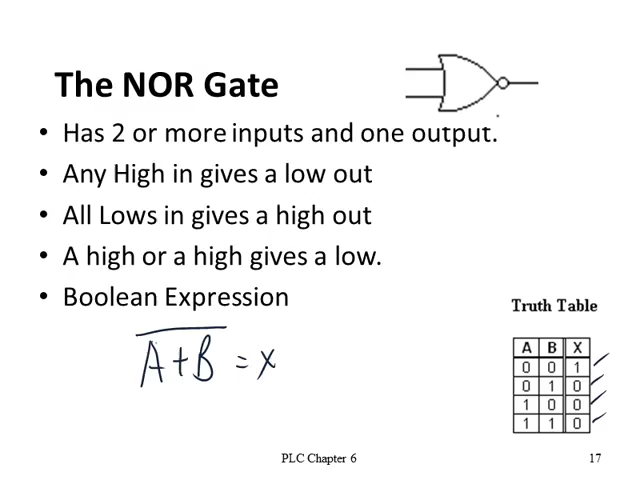 The NOR Gate
• Has 2 or more inputs and one output.
• Any High in gives a low out
• All Lows in gives a high out
• A high or a high gives a low.
• Boolean Expression
A̅ ̅+̅ ̅B̅ = x
Truth Table
A B X
0 0 1
0 1 0
1 0 0
1 1 0
PLC Chapter 6
17